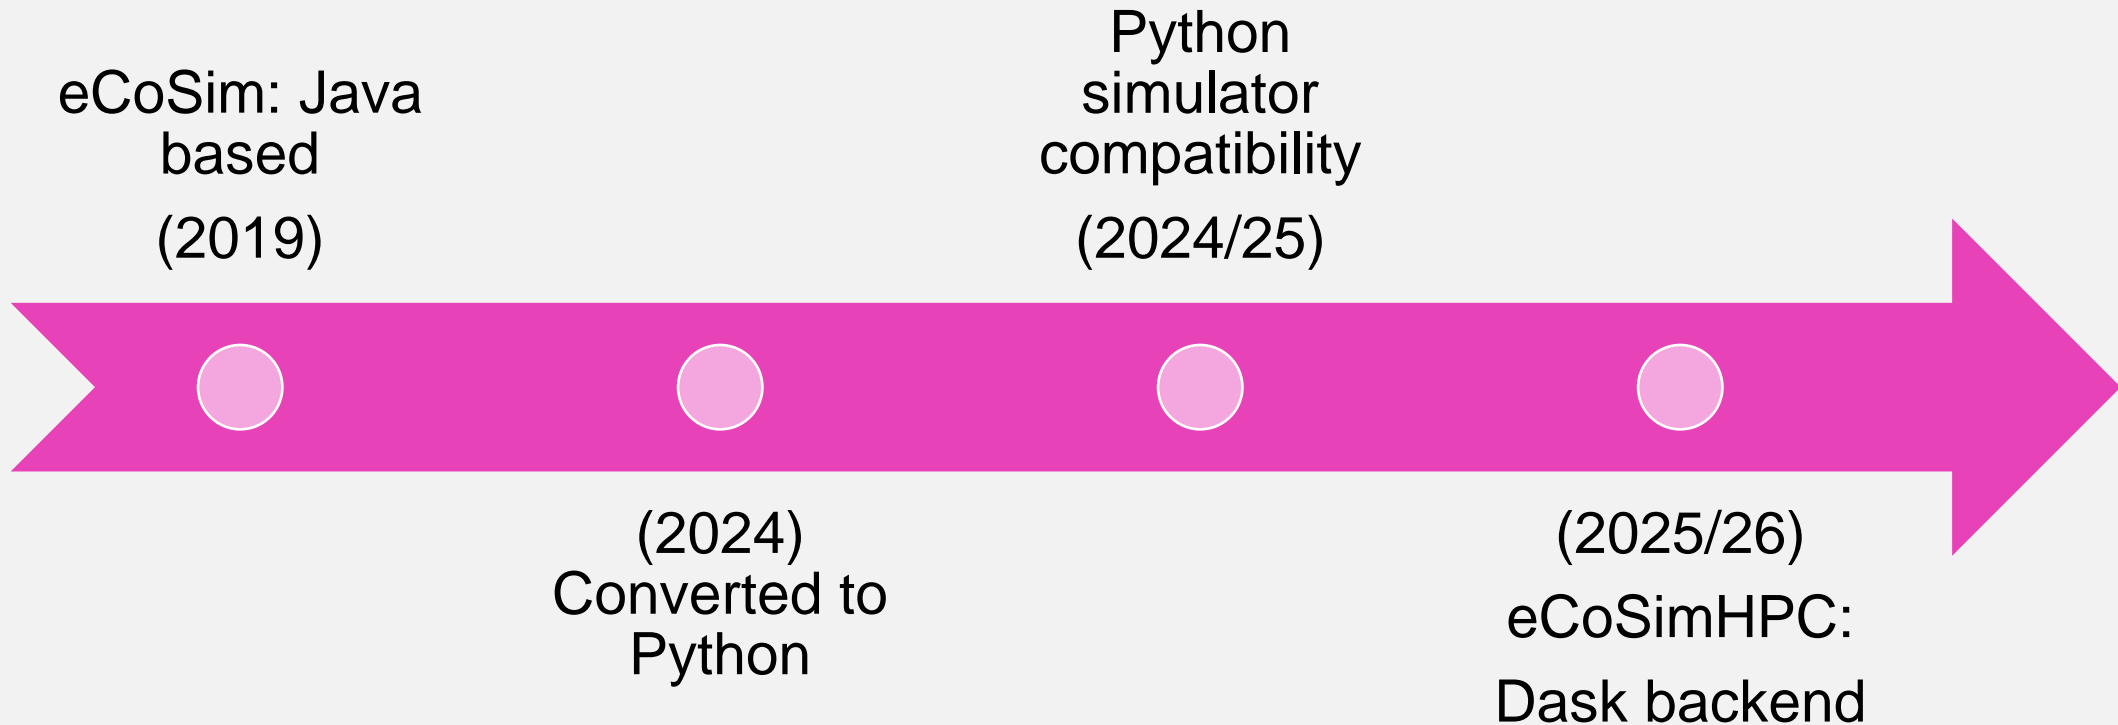 eCoSim: Java
based
(2019)
(2024)
Converted to
Python
Python
simulator
compatibility
(2024/25)
(2025/26)
eCoSimHPC:
Dask backend